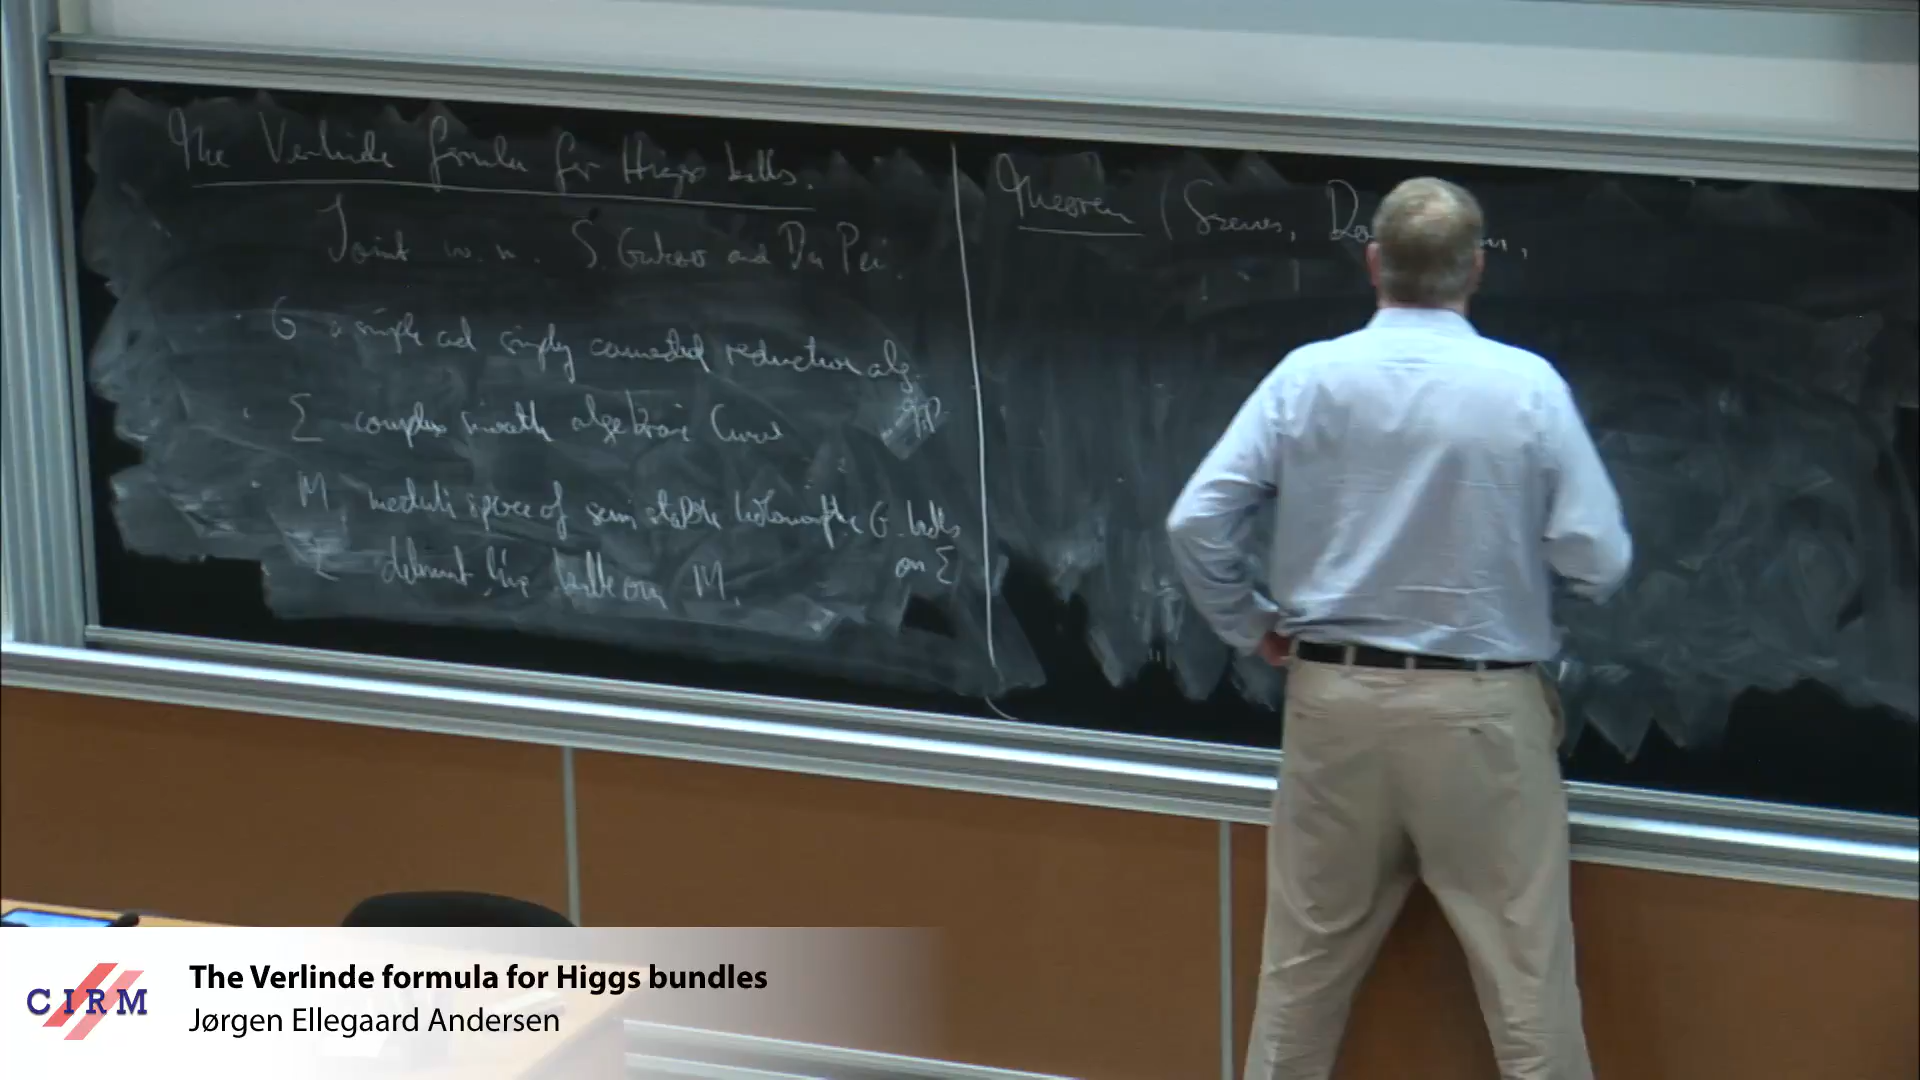 The Verlinde formula for Higgs bdls.
Joint w. w. S. Gukov and Du Pei.
· G a simple and simply connected reductive alg.
grp.
· Σ complex smooth algebraic curve
· M moduli space of semi stable holomorphic G-bdls
on Σ
L determinant line bundle on M.
Theorem (Szenes,
CIRM
The Verlinde formula for Higgs bundles
Jørgen Ellegaard Andersen